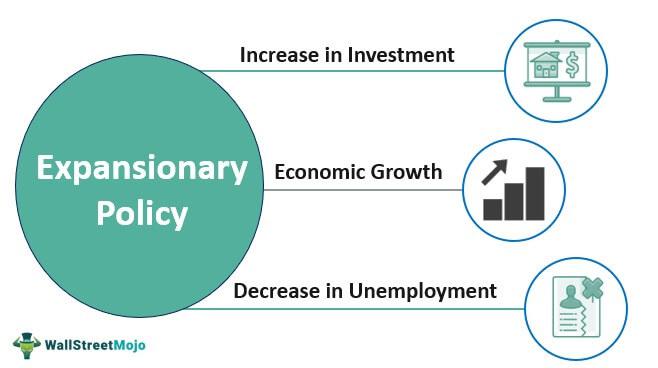 Increase in Investment
$
Expansionary
Policy
Economic Growth
Decrease in Unemployment
WallStreetMojo